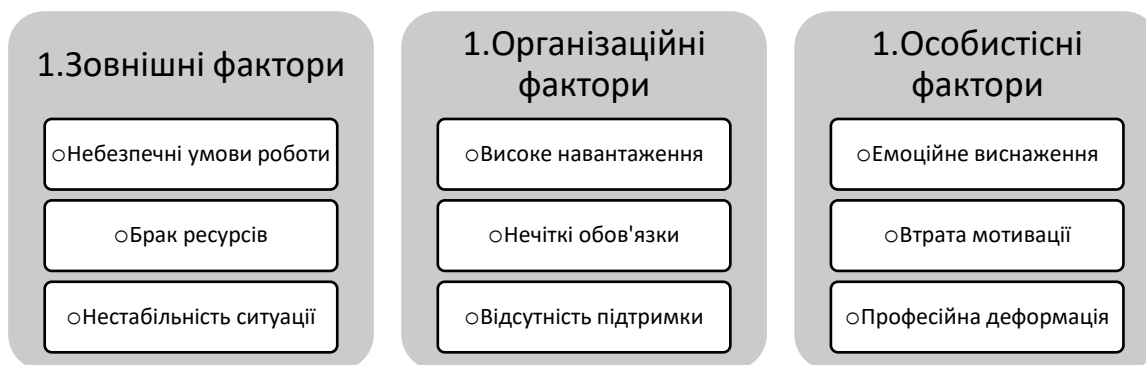 1.Зовнішні фактори
○Небезпечні умови роботи
○Брак ресурсів
○Нестабільність ситуації
1.Організаційні
фактори
○Високе навантаження
○Нечіткі обов'язки
○Відсутність підтримки
1.Особистісні
фактори
○Емоційне виснаження
○Втрата мотивації
○Професійна деформація